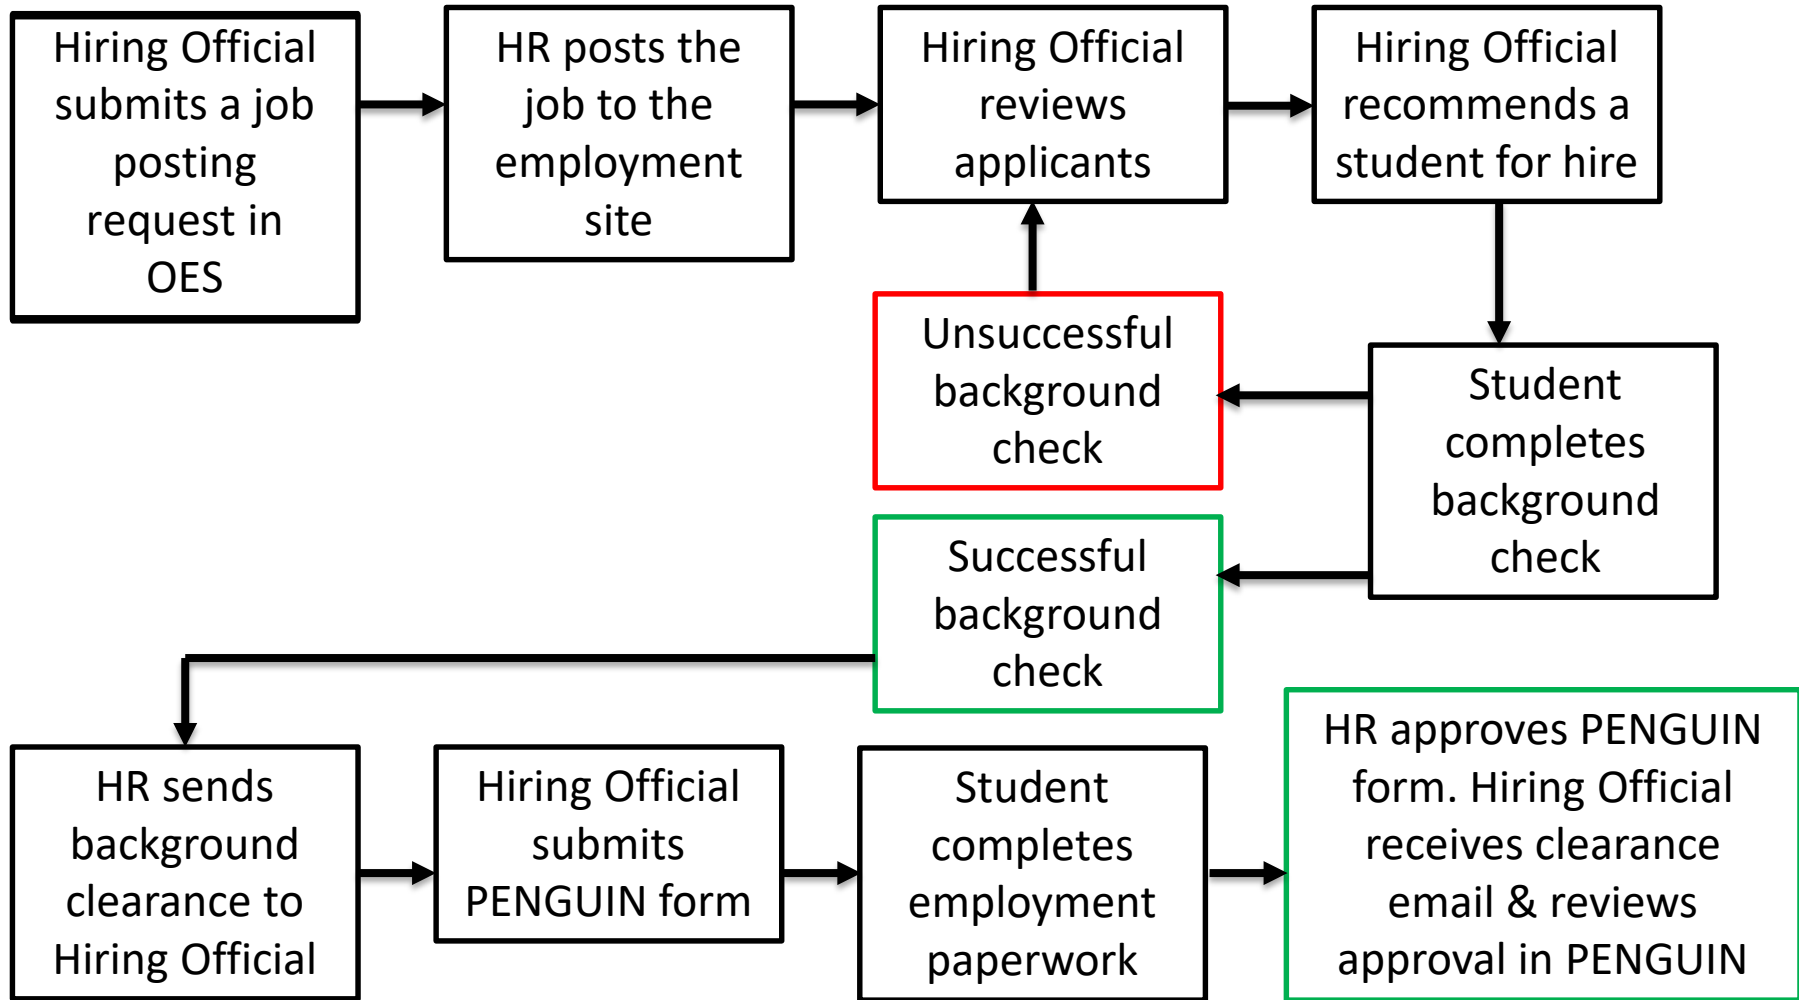 Hiring Official
submits a job
posting
request in
OES
HR posts the
job to the
employment
site
Hiring Official
reviews
applicants
Hiring Official
recommends a
student for hire
Unsuccessful
background
check
Student
completes
background
check
Successful
background
check
HR sends
background
clearance to
Hiring Official
Hiring Official
submits
PENGUIN form
Student
completes
employment
paperwork
HR approves PENGUIN
form. Hiring Official
receives clearance
email & reviews
approval in PENGUIN